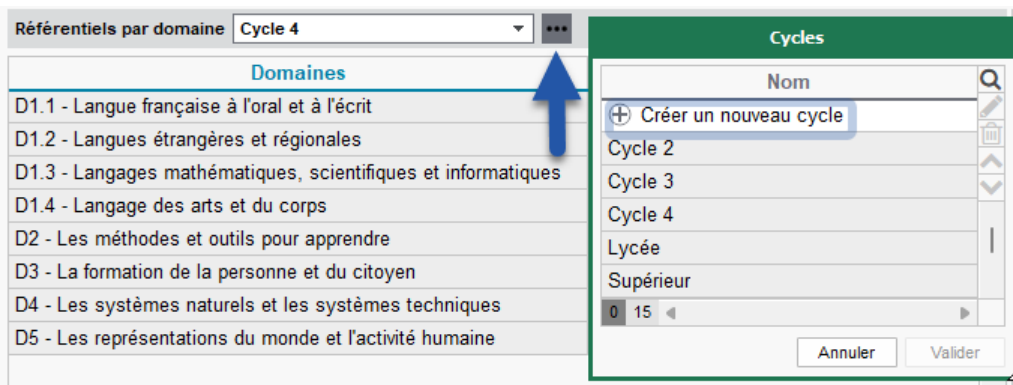 Référentiels par domaine Cycle 4 ...
Domaines
D1.1 - Langue française à l'oral et à l'écrit
D1.2 - Langues étrangères et régionales
D1.3 - Langages mathématiques, scientifiques et informatiques
D1.4 - Langage des arts et du corps
D2 - Les méthodes et outils pour apprendre
D3 - La formation de la personne et du citoyen
D4 - Les systèmes naturels et les systèmes techniques
D5 - Les représentations du monde et l'activité humaine
Cycles
Nom
Créer un nouveau cycle
Cycle 2
Cycle 3
Cycle 4
Lycée
Supérieur
0 15
Annuler Valider